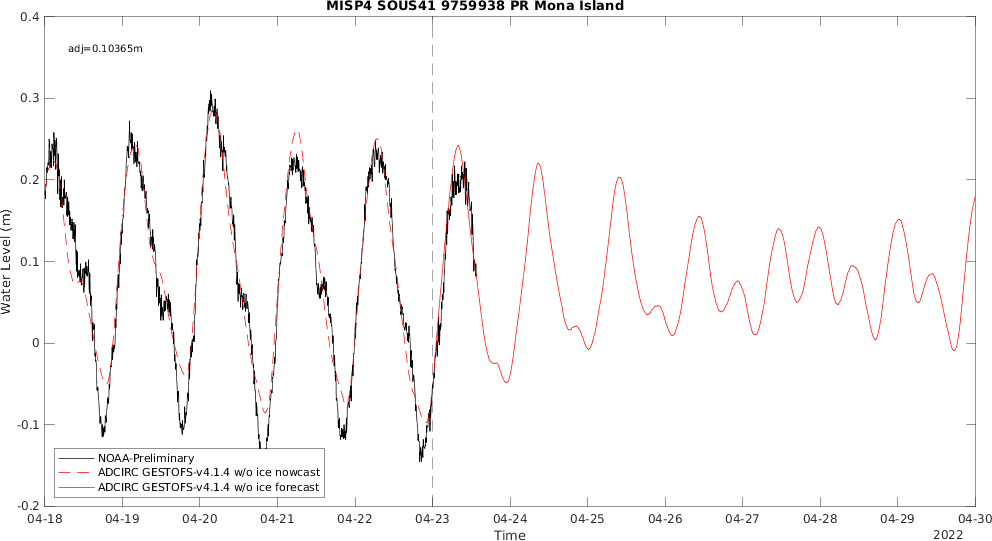 MISP4 SOUS41 9759938 PR Mona Island
adj=0.10365m
Water Level (m)
0.4
0.3
0.2
0.1
0
-0.1
-0.2
NOAA-Preliminary
ADCIRC GESTOFS-v4.1.4 w/o ice nowcast
ADCIRC GESTOFS-v4.1.4 w/o ice forecast
04-18 04-19 04-20 04-21 04-22 04-23 04-24 04-25 04-26 04-27 04-28 04-29 04-30
Time
2022